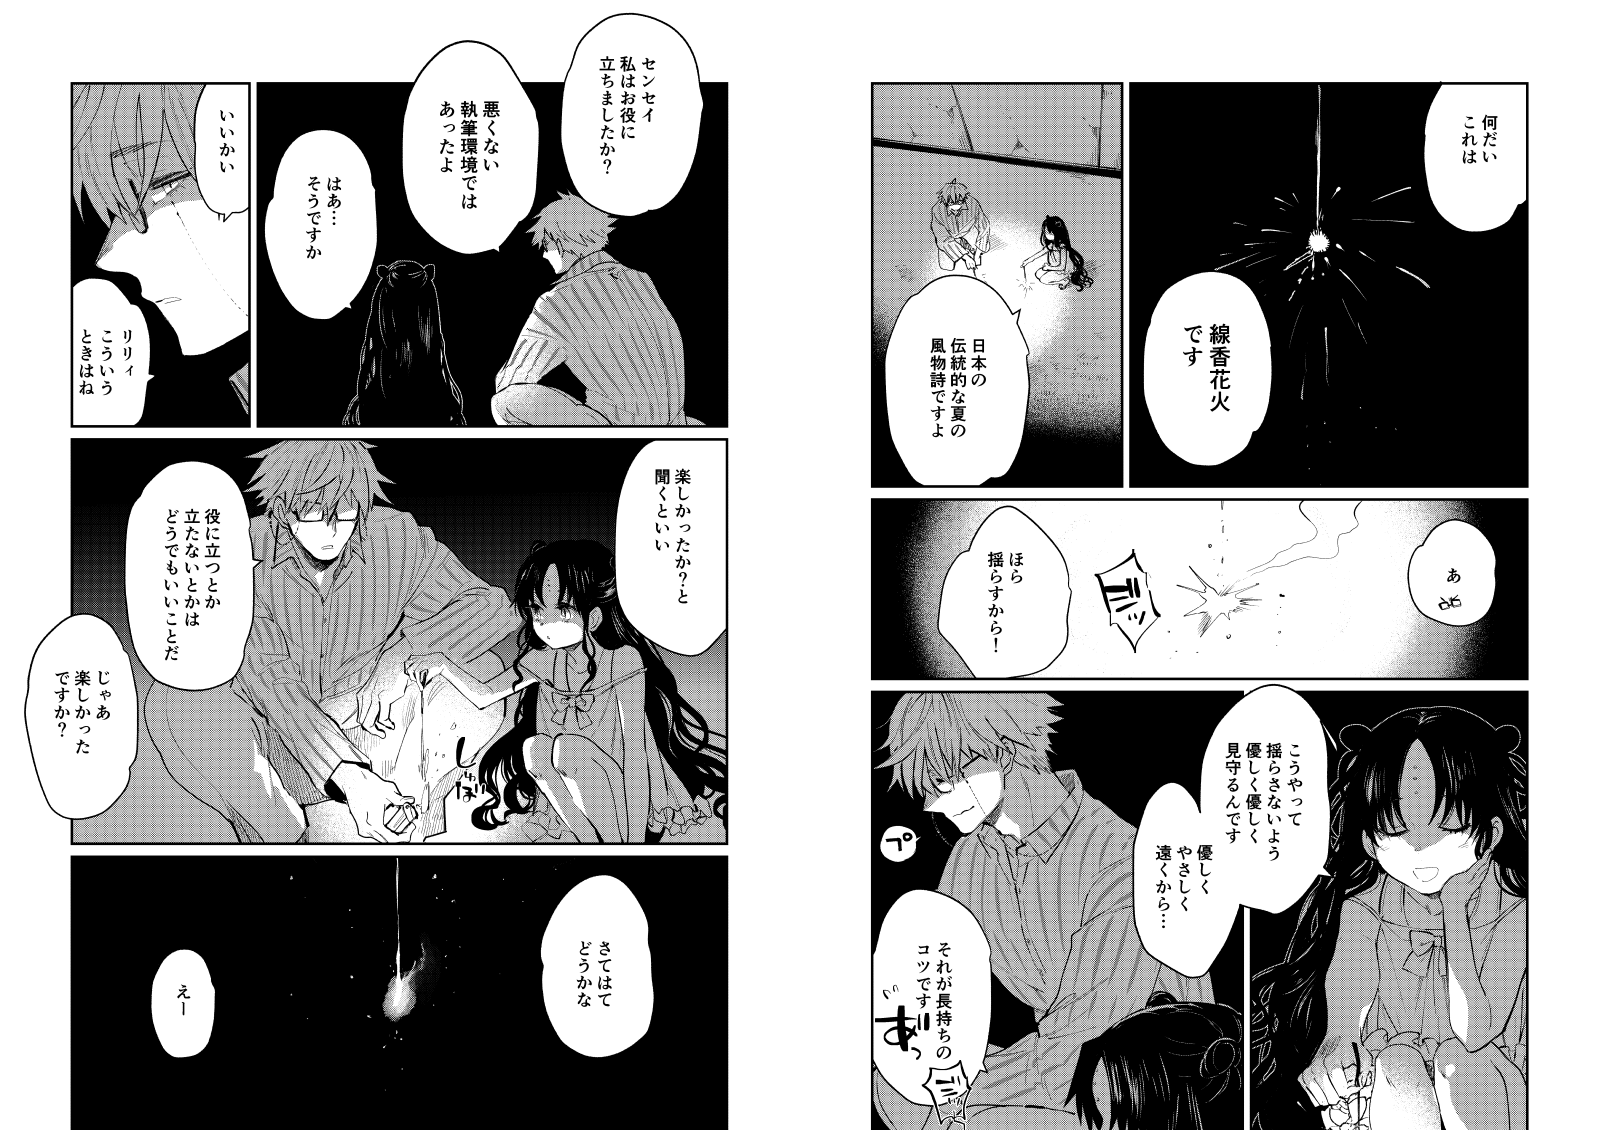 何だい
これは
線香花火
です
日本の
伝統的な夏の
風物詩ですよ
あ
ほら
揺らすから!
こうやって
揺らさないよう
優しく優しく
見守るんです
優しく
やさしく
遠くから…
プ
それが長持ちの
コツです
あっ
センセイ
私はお役に
立ちましたか?
悪くない
執筆環境では
あったよ
はあ…
そうですか
いいかい
リリィ
こういう
ときはね
楽しかったか?と
聞くといい
役に立つとか
立たないとかは
どうでもいいことだ
じゃあ
楽しかった
ですか?
さてはて
どうかな
えー